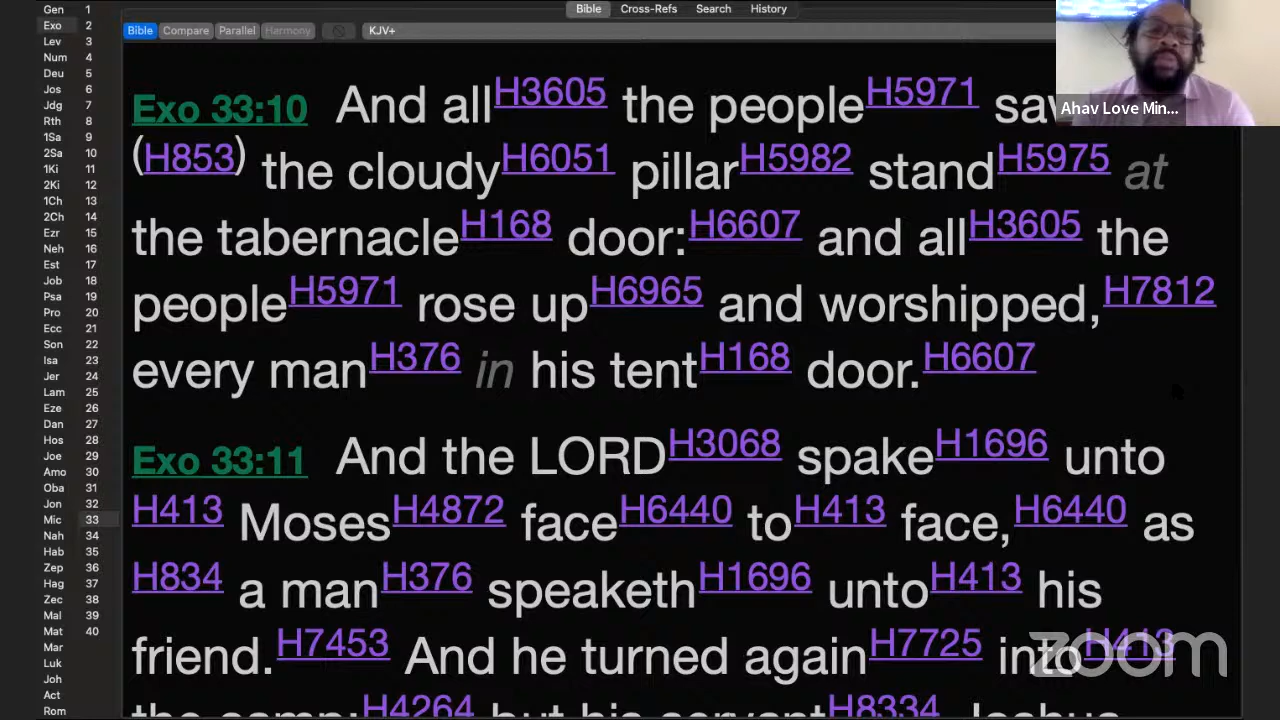 Bible Cross-Refs Search History
Bible Compare Parallel Harmony KJV+
Gen 1
Exo 2
Lev 3
Num 4
Deu 5
Jos 6
Jdg 7
Rth 8
1Sa 9
2Sa 10
1Ki 11
2Ki 12
1Ch 13
2Ch 14
Ezr 15
Neh 16
Est 17
Job 18
Psa 19
Pro 20
Ecc 21
Son 22
Isa 23
Jer 24
Lam 25
Eze 26
Dan 27
Hos 28
Joe 29
Amo 30
Oba 31
Jon 32
Mic 33
Nah 34
Hab 35
Zep 36
Hag 37
Zec 38
Mal 39
Mat 40
Mar
Luk
Joh
Act
Rom
Exo 33:10 And allH3605 the peopleH5971
(H853) the cloudyH6051 pillarH5982 standH5975 at
the tabernacleH168 door:H6607 and allH3605 the
peopleH5971 rose upH6965 and worshipped,H7812
every manH376 in his tentH168 door.H6607
Exo 33:11 And the LORDH3068 spakeH1696 unto
H413 MosesH4872 faceH6440 toH413 face,H6440 as
H834 a manH376 speakethH1696 untoH413 his
friend.H7453 And he turned againH7725 intoH413
the camp:H4264 but his servantH8334 Joshua
Ahav Love Min...
zoom